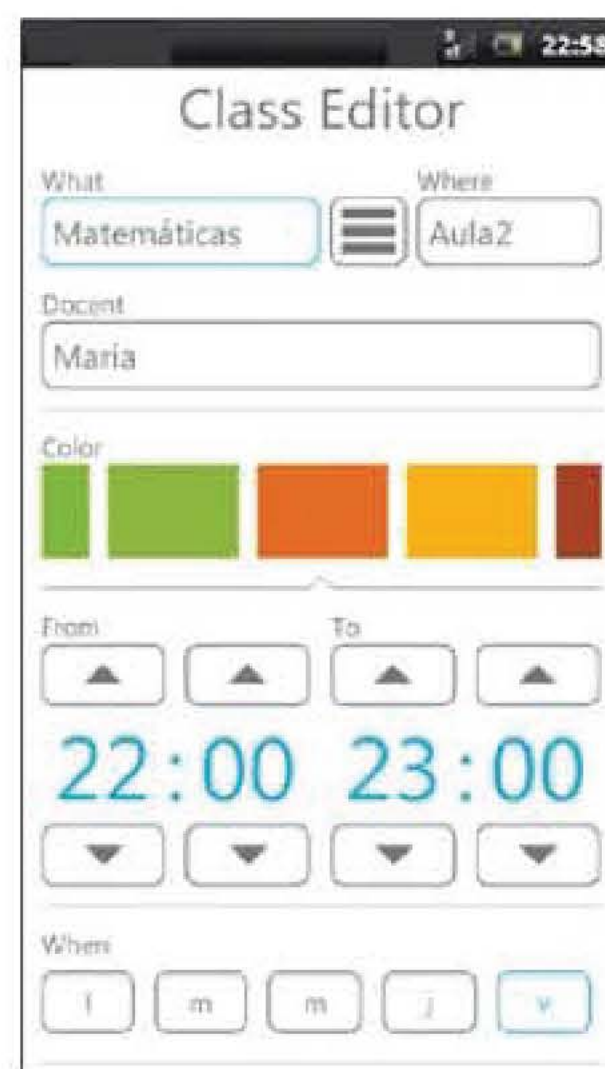 22:58
Class Editor
What Where
Matemáticas Aula2
Docent
María
Color
From To
22:00 23:00
When
l m m j v